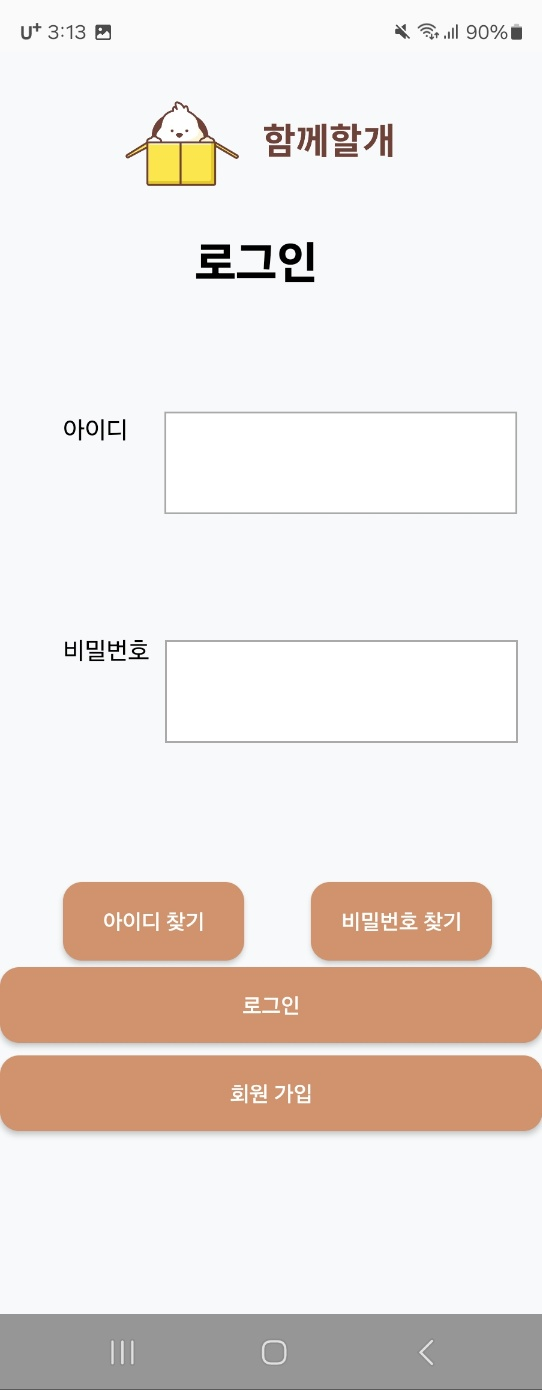 U+ 3:13 90%
함께할개
로그인
아이디
비밀번호
아이디 찾기 비밀번호 찾기
로그인
회원 가입